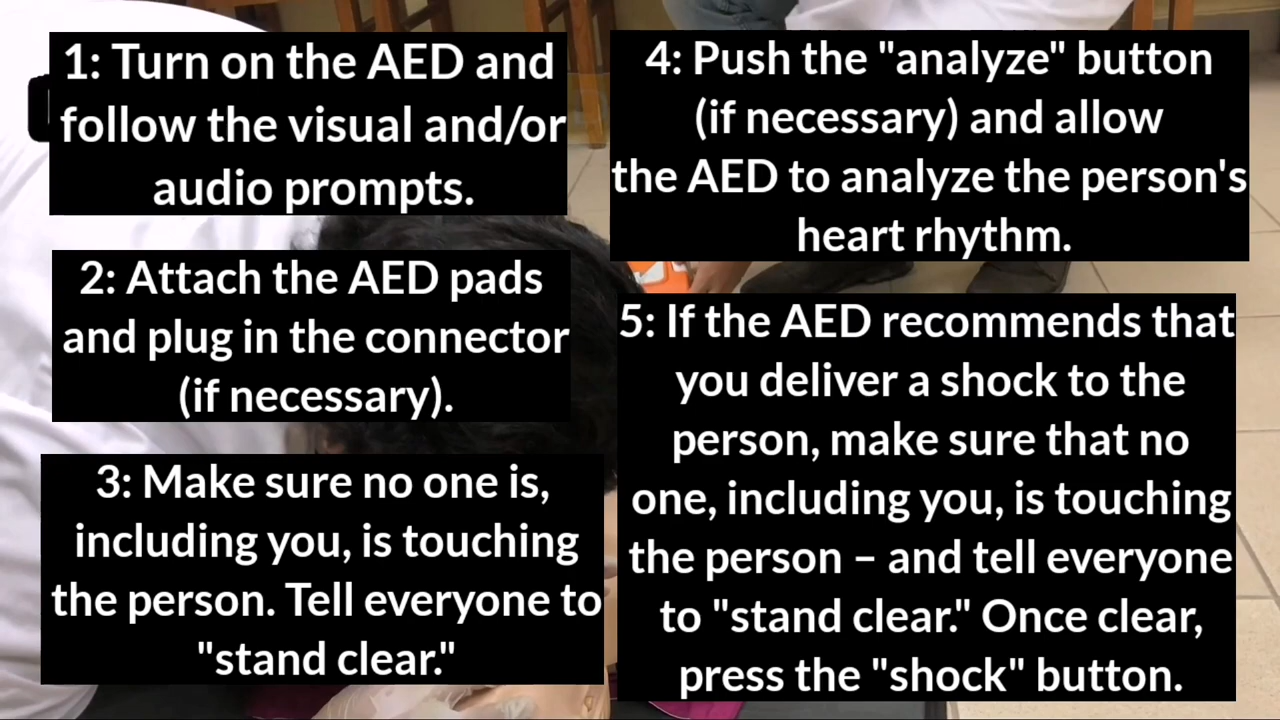 1: Turn on the AED and
follow the visual and/or
audio prompts.
2: Attach the AED pads
and plug in the connector
(if necessary).
3: Make sure no one is,
including you, is touching
the person. Tell everyone to
"stand clear."
4: Push the "analyze" button
(if necessary) and allow
the AED to analyze the person's
heart rhythm.
5: If the AED recommends that
you deliver a shock to the
person, make sure that no
one, including you, is touching
the person – and tell everyone
to "stand clear." Once clear,
press the "shock" button.